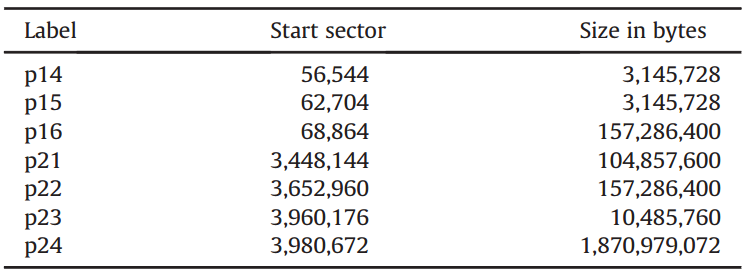 Label Start sector Size in bytes
p14 56,544 3,145,728
p15 62,704 3,145,728
p16 68,864 157,286,400
p21 3,448,144 104,857,600
p22 3,652,960 157,286,400
p23 3,960,176 10,485,760
p24 3,980,672 1,870,979,072